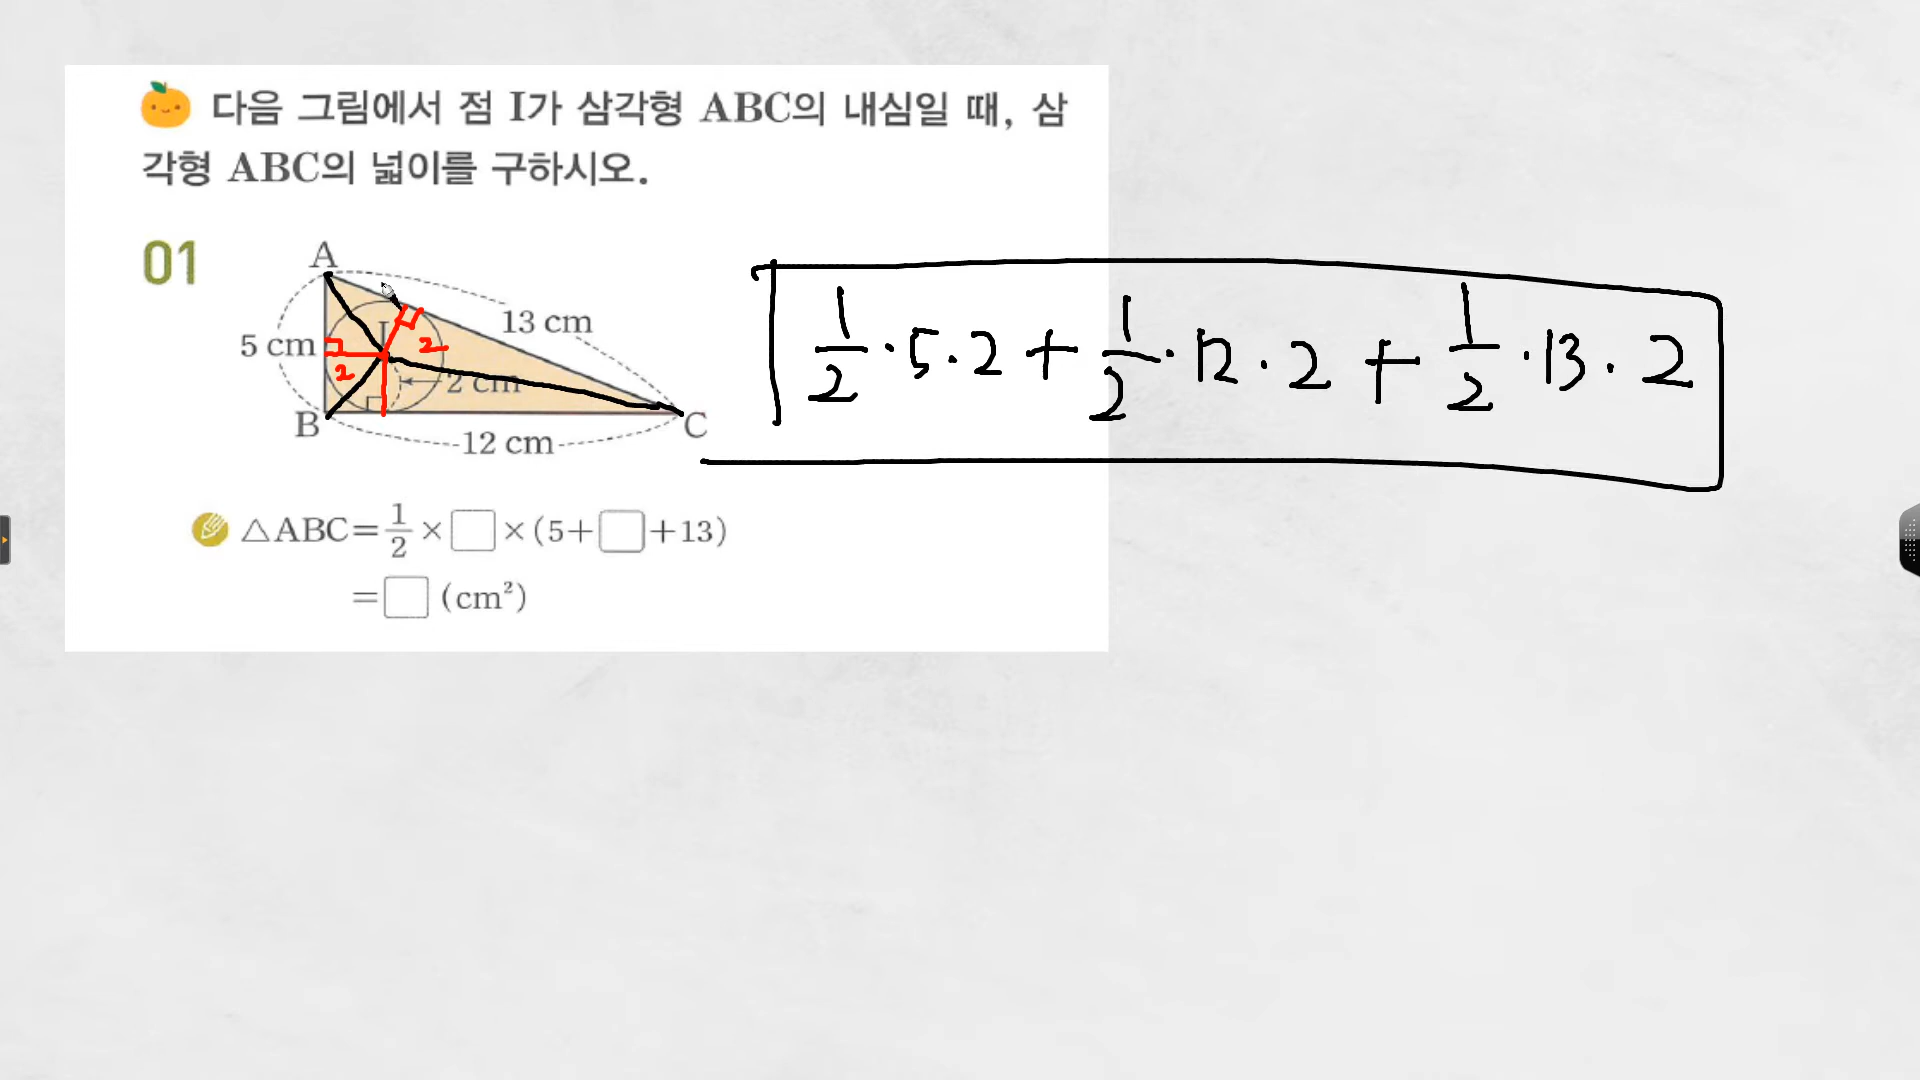 다음 그림에서 점 I가 삼각형 ABC의 내심일 때, 삼
각형 ABC의 넓이를 구하시오.
01
A
13 cm
5 cm
I
2
2
2 cm
B
C
12 cm
1/2 · 5 · 2 + 1/2 · 12 · 2 + 1/2 · 13 · 2
△ABC = 1/2 × □ × (5+□+13)
= □ (cm²)